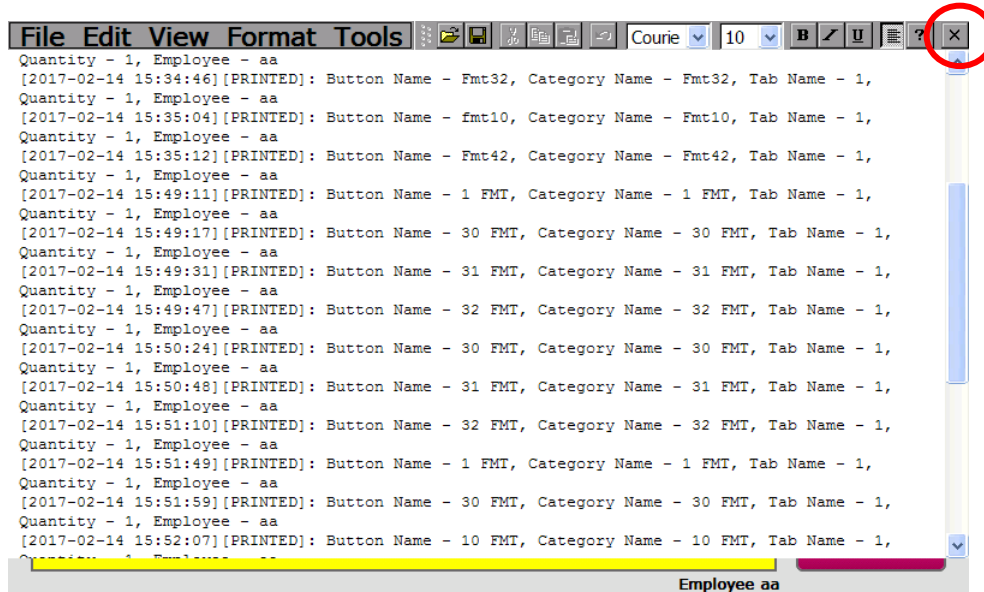 File Edit View Format Tools Courie 10 B I U ? X
Quantity - 1, Employee - aa
[2017-02-14 15:34:46][PRINTED]: Button Name - Fmt32, Category Name - Fmt32, Tab Name - 1,
Quantity - 1, Employee - aa
[2017-02-14 15:35:04][PRINTED]: Button Name - fmt10, Category Name - Fmt10, Tab Name - 1,
Quantity - 1, Employee - aa
[2017-02-14 15:35:12][PRINTED]: Button Name - Fmt42, Category Name - Fmt42, Tab Name - 1,
Quantity - 1, Employee - aa
[2017-02-14 15:49:11][PRINTED]: Button Name - 1 FMT, Category Name - 1 FMT, Tab Name - 1,
Quantity - 1, Employee - aa
[2017-02-14 15:49:17][PRINTED]: Button Name - 30 FMT, Category Name - 30 FMT, Tab Name - 1,
Quantity - 1, Employee - aa
[2017-02-14 15:49:31][PRINTED]: Button Name - 31 FMT, Category Name - 31 FMT, Tab Name - 1,
Quantity - 1, Employee - aa
[2017-02-14 15:49:47][PRINTED]: Button Name - 32 FMT, Category Name - 32 FMT, Tab Name - 1,
Quantity - 1, Employee - aa
[2017-02-14 15:50:24][PRINTED]: Button Name - 30 FMT, Category Name - 30 FMT, Tab Name - 1,
Quantity - 1, Employee - aa
[2017-02-14 15:50:48][PRINTED]: Button Name - 31 FMT, Category Name - 31 FMT, Tab Name - 1,
Quantity - 1, Employee - aa
[2017-02-14 15:51:10][PRINTED]: Button Name - 32 FMT, Category Name - 32 FMT, Tab Name - 1,
Quantity - 1, Employee - aa
[2017-02-14 15:51:49][PRINTED]: Button Name - 1 FMT, Category Name - 1 FMT, Tab Name - 1,
Quantity - 1, Employee - aa
[2017-02-14 15:51:59][PRINTED]: Button Name - 30 FMT, Category Name - 30 FMT, Tab Name - 1,
Quantity - 1, Employee - aa
[2017-02-14 15:52:07][PRINTED]: Button Name - 10 FMT, Category Name - 10 FMT, Tab Name - 1,
Employee aa